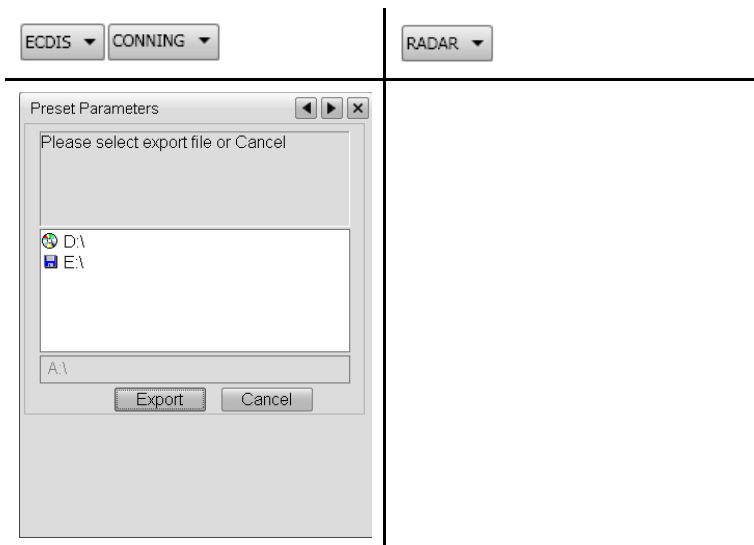 ECDIS CONNING RADAR
Preset Parameters
Please select export file or Cancel
D:\
E:\
A:\
Export Cancel